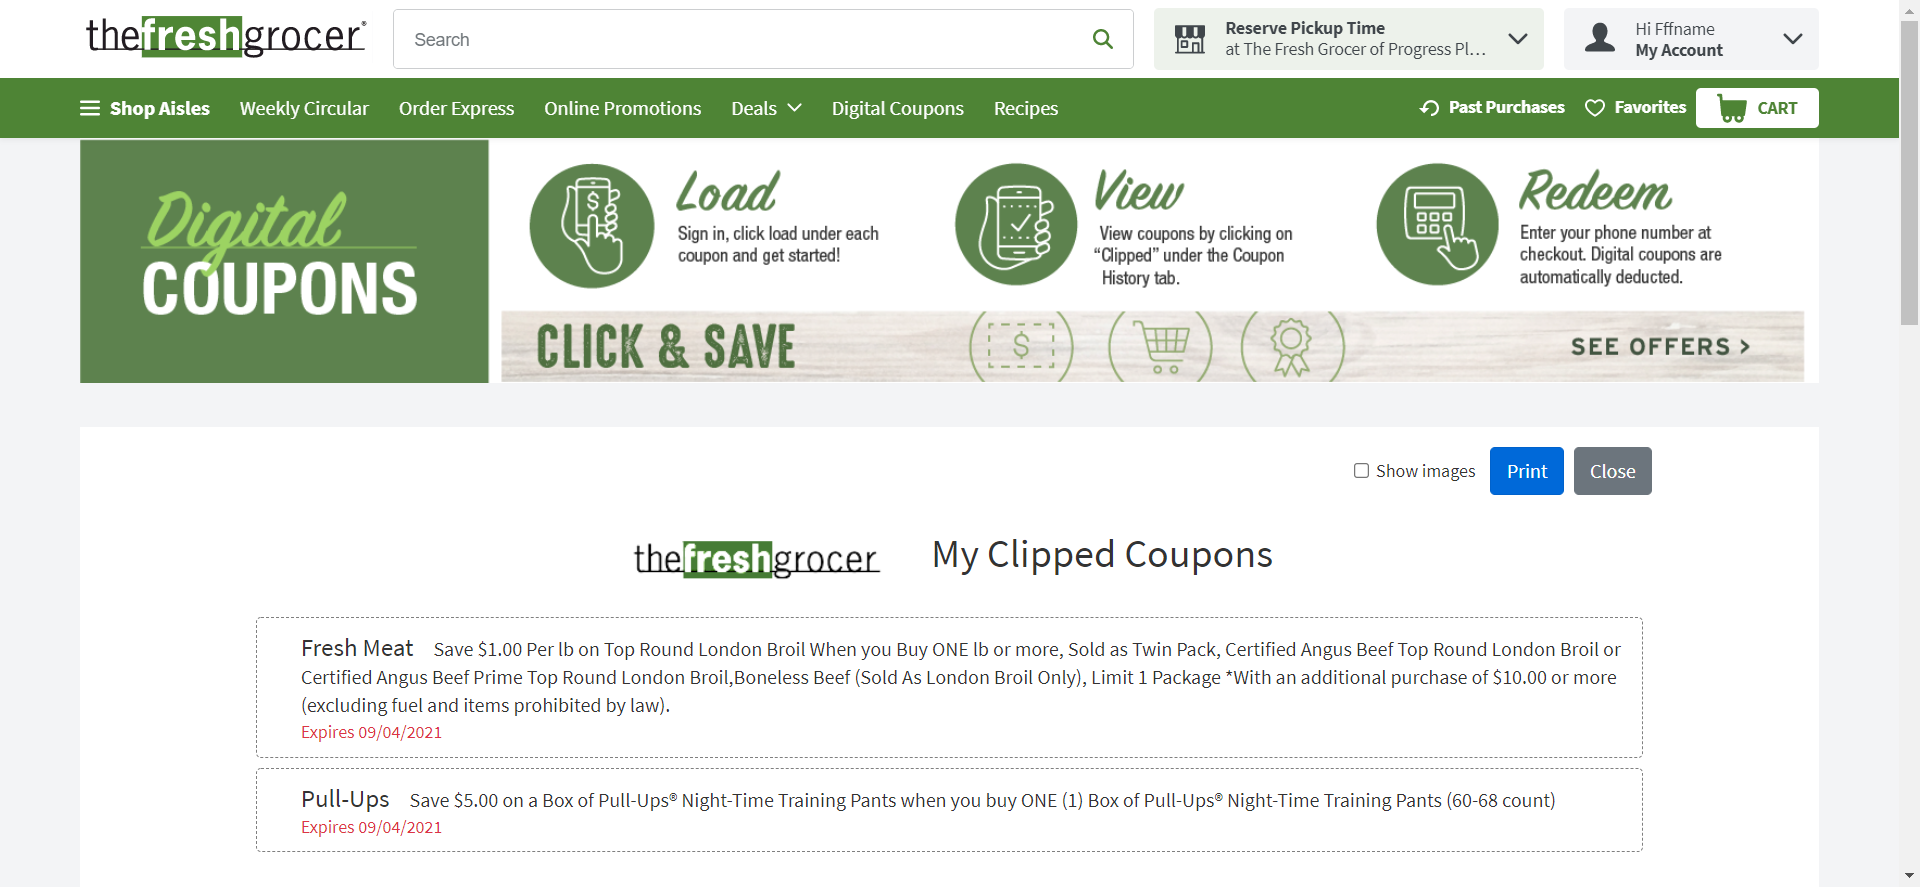 thefreshgrocer®
Search
Reserve Pickup Time
at The Fresh Grocer of Progress Pl...
Hi Fffname
My Account
Shop Aisles
Weekly Circular
Order Express
Online Promotions
Deals
Digital Coupons
Recipes
Past Purchases
Favorites
CART
Digital
COUPONS
Load
Sign in, click load under each
coupon and get started!
View
View coupons by clicking on
“Clipped” under the Coupon
History tab.
Redeem
Enter your phone number at
checkout. Digital coupons are
automatically deducted.
CLICK & SAVE
SEE OFFERS >
Show images
Print
Close
thefreshgrocer
My Clipped Coupons
Fresh Meat Save $1.00 Per lb on Top Round London Broil When you Buy ONE lb or more, Sold as Twin Pack, Certified Angus Beef Top Round London Broil or
Certified Angus Beef Prime Top Round London Broil,Boneless Beef (Sold As London Broil Only), Limit 1 Package *With an additional purchase of $10.00 or more
(excluding fuel and items prohibited by law).
Expires 09/04/2021
Pull-Ups Save $5.00 on a Box of Pull-Ups® Night-Time Training Pants when you buy ONE (1) Box of Pull-Ups® Night-Time Training Pants (60-68 count)
Expires 09/04/2021